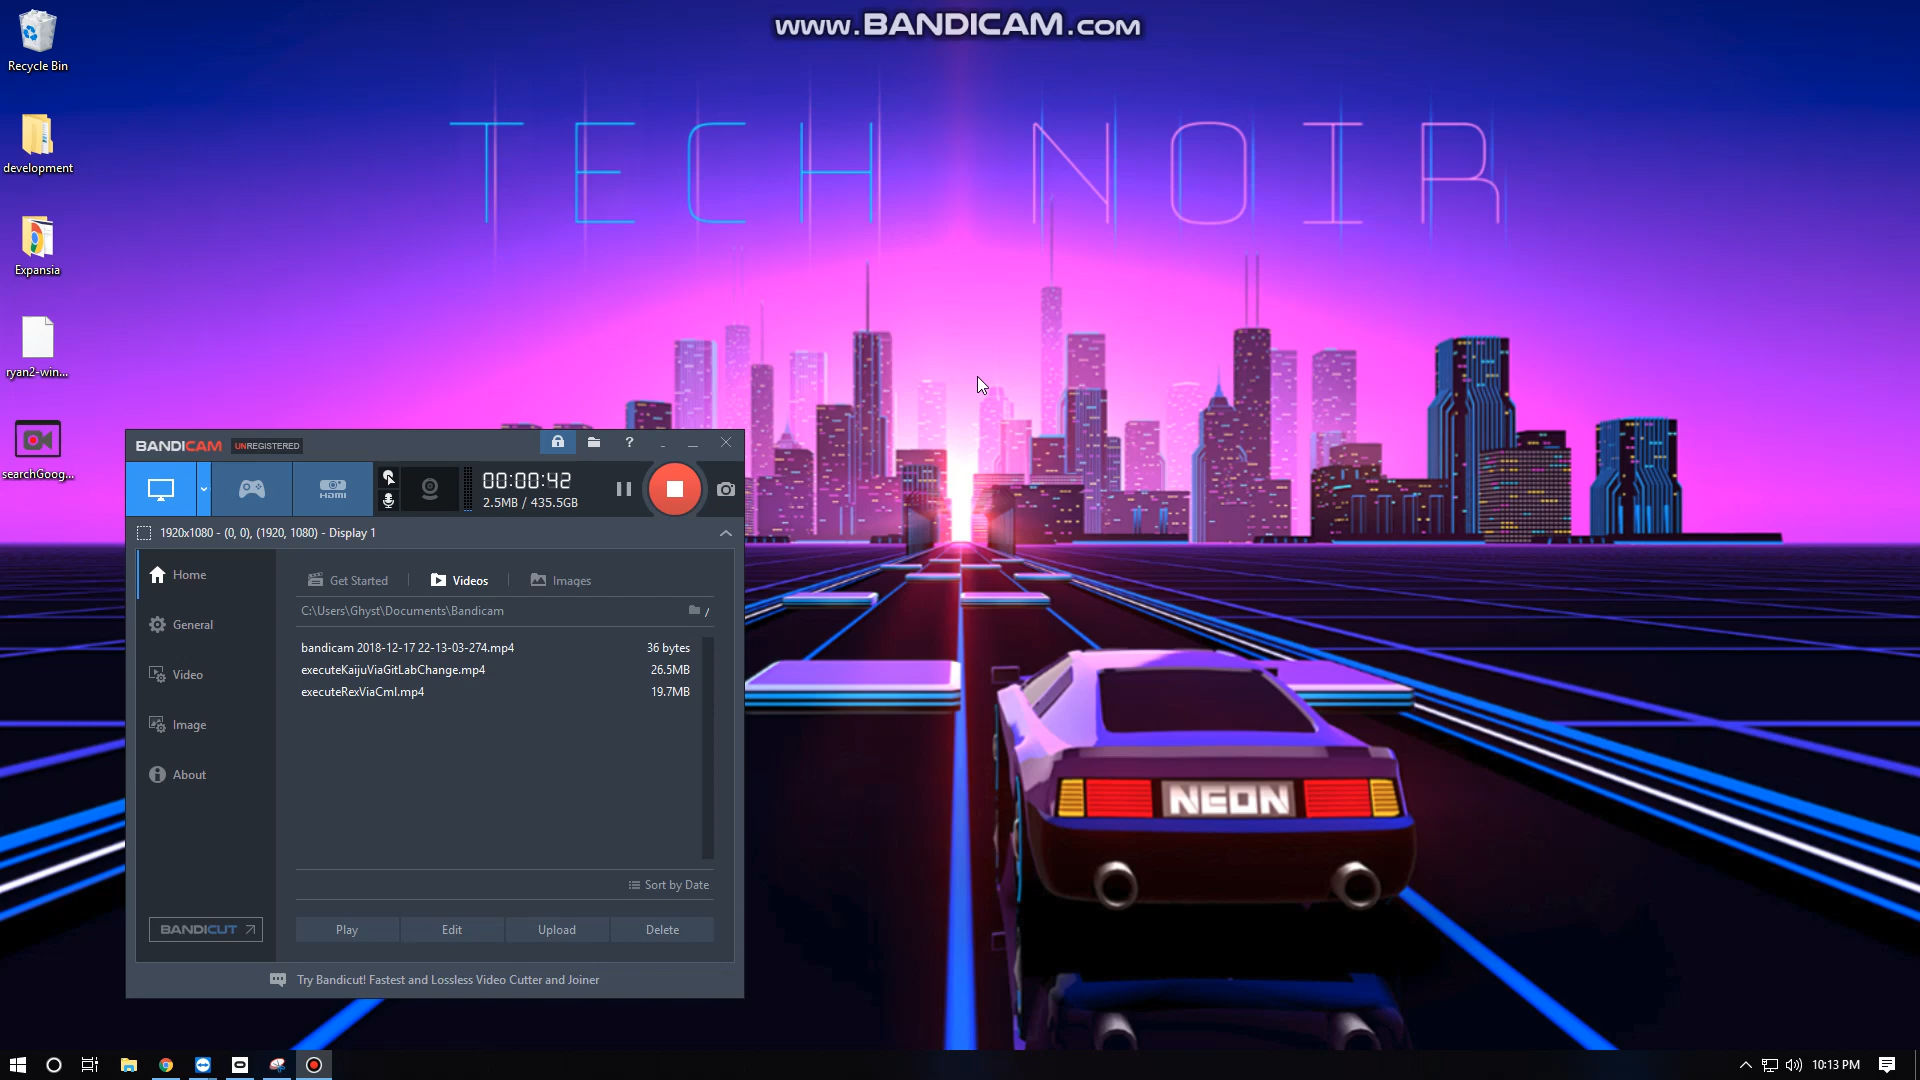 www.BANDICAM.com
Recycle Bin
TECH NOIR
development
Expansia
ryan2-win...
searchGoog...
BANDICAM UNREGISTERED
?
HDMI
00:00:42
2.5MB / 435.5GB
1920x1080 - (0, 0), (1920, 1080) - Display 1
Home
General
Video
Image
About
BANDICUT
Get Started
Videos
Images
C:\Users\Ghyst\Documents\Bandicam
/
bandicam 2018-12-17 22-13-03-274.mp4 36 bytes
executeKaijuViaGitLabChange.mp4 26.5MB
executeRexViaCml.mp4 19.7MB
Sort by Date
Play
Edit
Upload
Delete
Try Bandicut! Fastest and Lossless Video Cutter and Joiner
NEON
10:13 PM